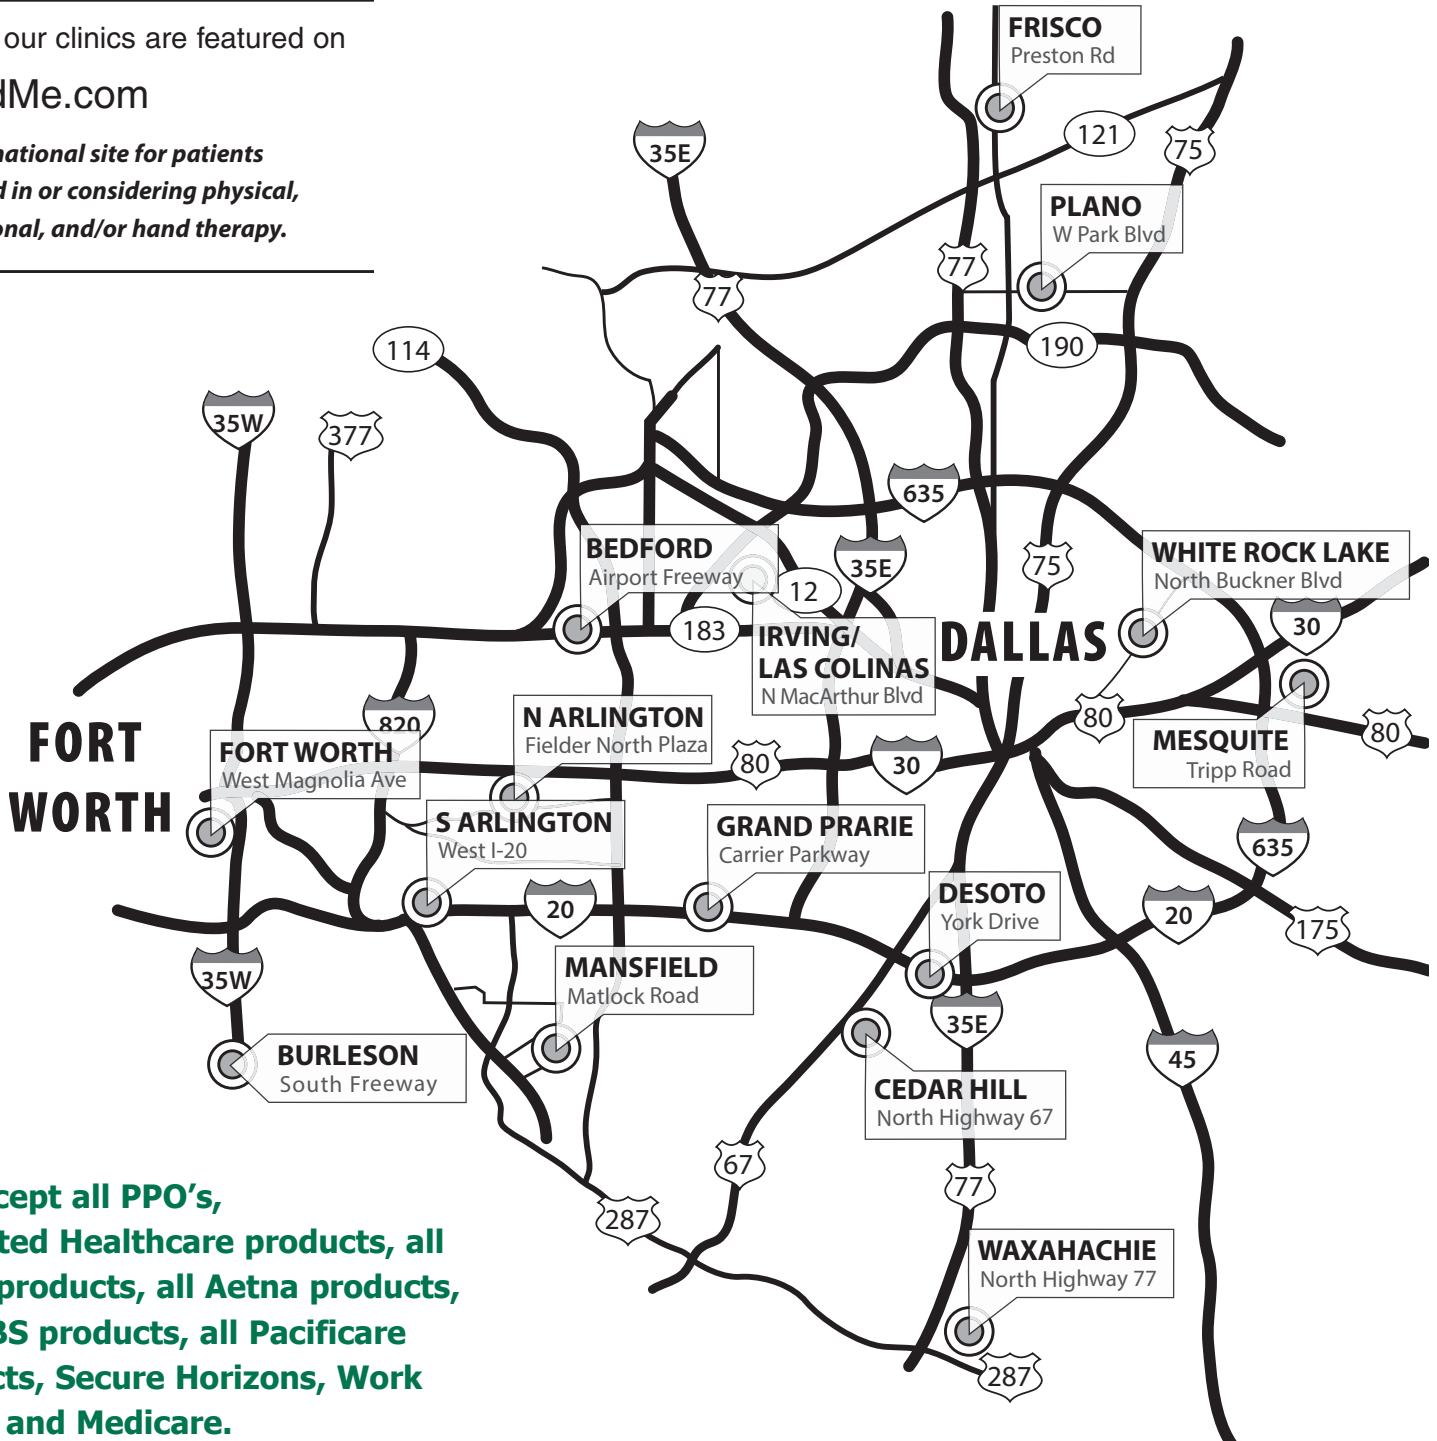 our clinics are featured on
dMe.com
national site for patients
d in or considering physical,
onal, and/or hand therapy.
FRISCO
Preston Rd
121
75
35E
PLANO
W Park Blvd
77
77
114
190
35W
377
635
BEDFORD
Airport Freeway
12
35E
75
WHITE ROCK LAKE
North Buckner Blvd
30
183
IRVING/
LAS COLINAS
N MacArthur Blvd
DALLAS
820
N ARLINGTON
Fielder North Plaza
80
80
80
FORT
WORTH
FORT WORTH
West Magnolia Ave
30
MESQUITE
Tripp Road
S ARLINGTON
West I-20
GRAND PRARIE
Carrier Parkway
635
20
DESOTO
York Drive
20
175
35W
MANSFIELD
Matlock Road
35E
45
BURLESON
South Freeway
CEDAR HILL
North Highway 67
67
77
287
WAXAHACHIE
North Highway 77
287
cept all PPO's,
ted Healthcare products, all
products, all Aetna products,
BS products, all Pacificare
cts, Secure Horizons, Work
and Medicare.